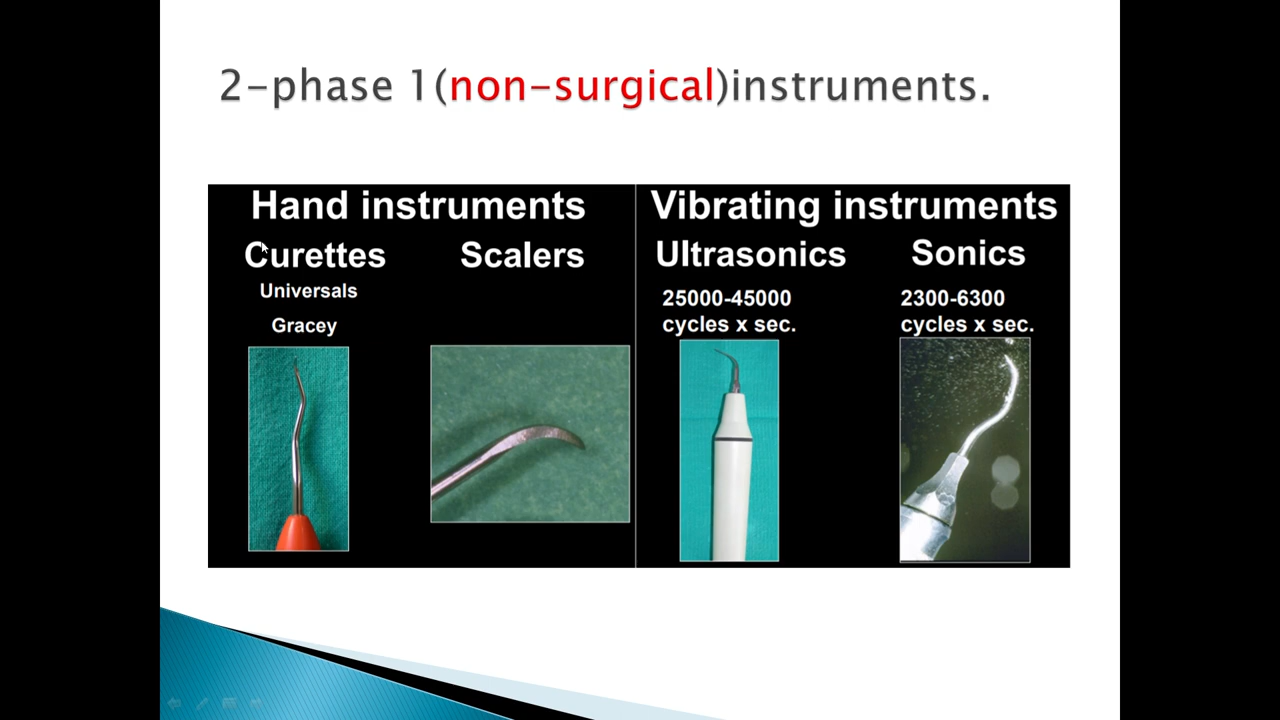 2-phase 1(non-surgical)instruments.
Hand instruments
Curettes
Scalers
Universals
Gracey
Vibrating instruments
Ultrasonics
Sonics
25000-45000
cycles x sec.
2300-6300
cycles x sec.